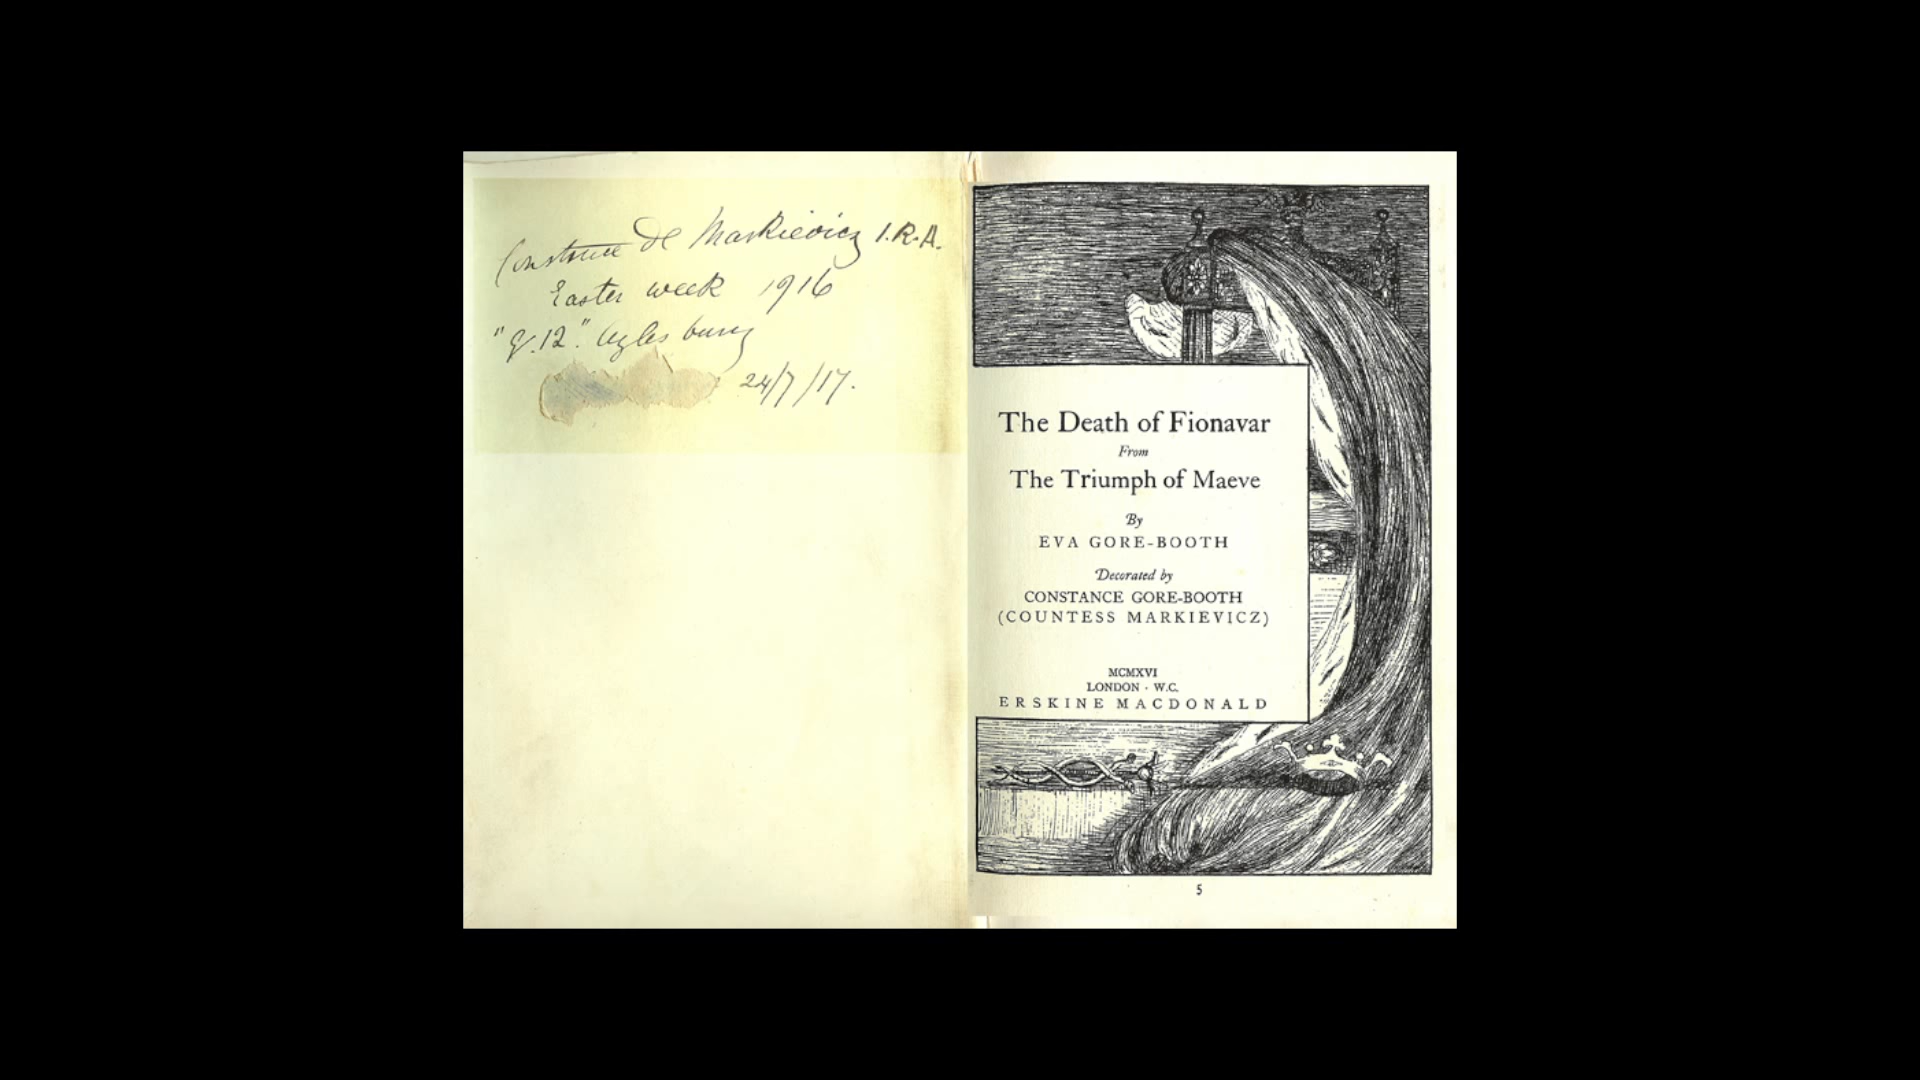 Constance de Markievicz I.R.A.
Easter week 1916
"q.12." Aylesbury
24/7/17.
The Death of Fionavar
From
The Triumph of Maeve
By
EVA GORE-BOOTH
Decorated by
CONSTANCE GORE-BOOTH
(COUNTESS MARKIEVICZ)
MCMXVI
LONDON · W.C.
ERSKINE MACDONALD
5